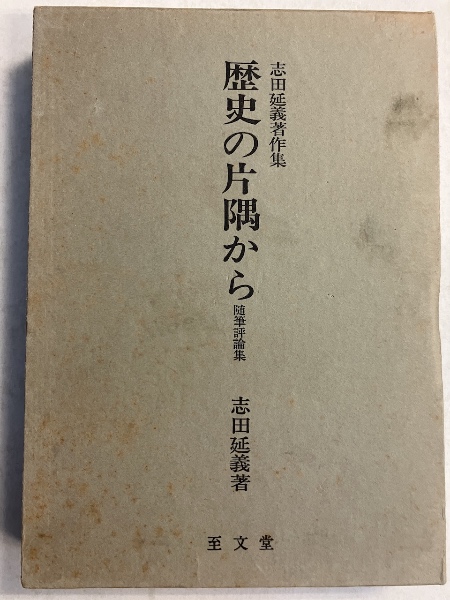 志田延義著作集
歴史の片隅から
随筆評論集
志田延義著
至文堂